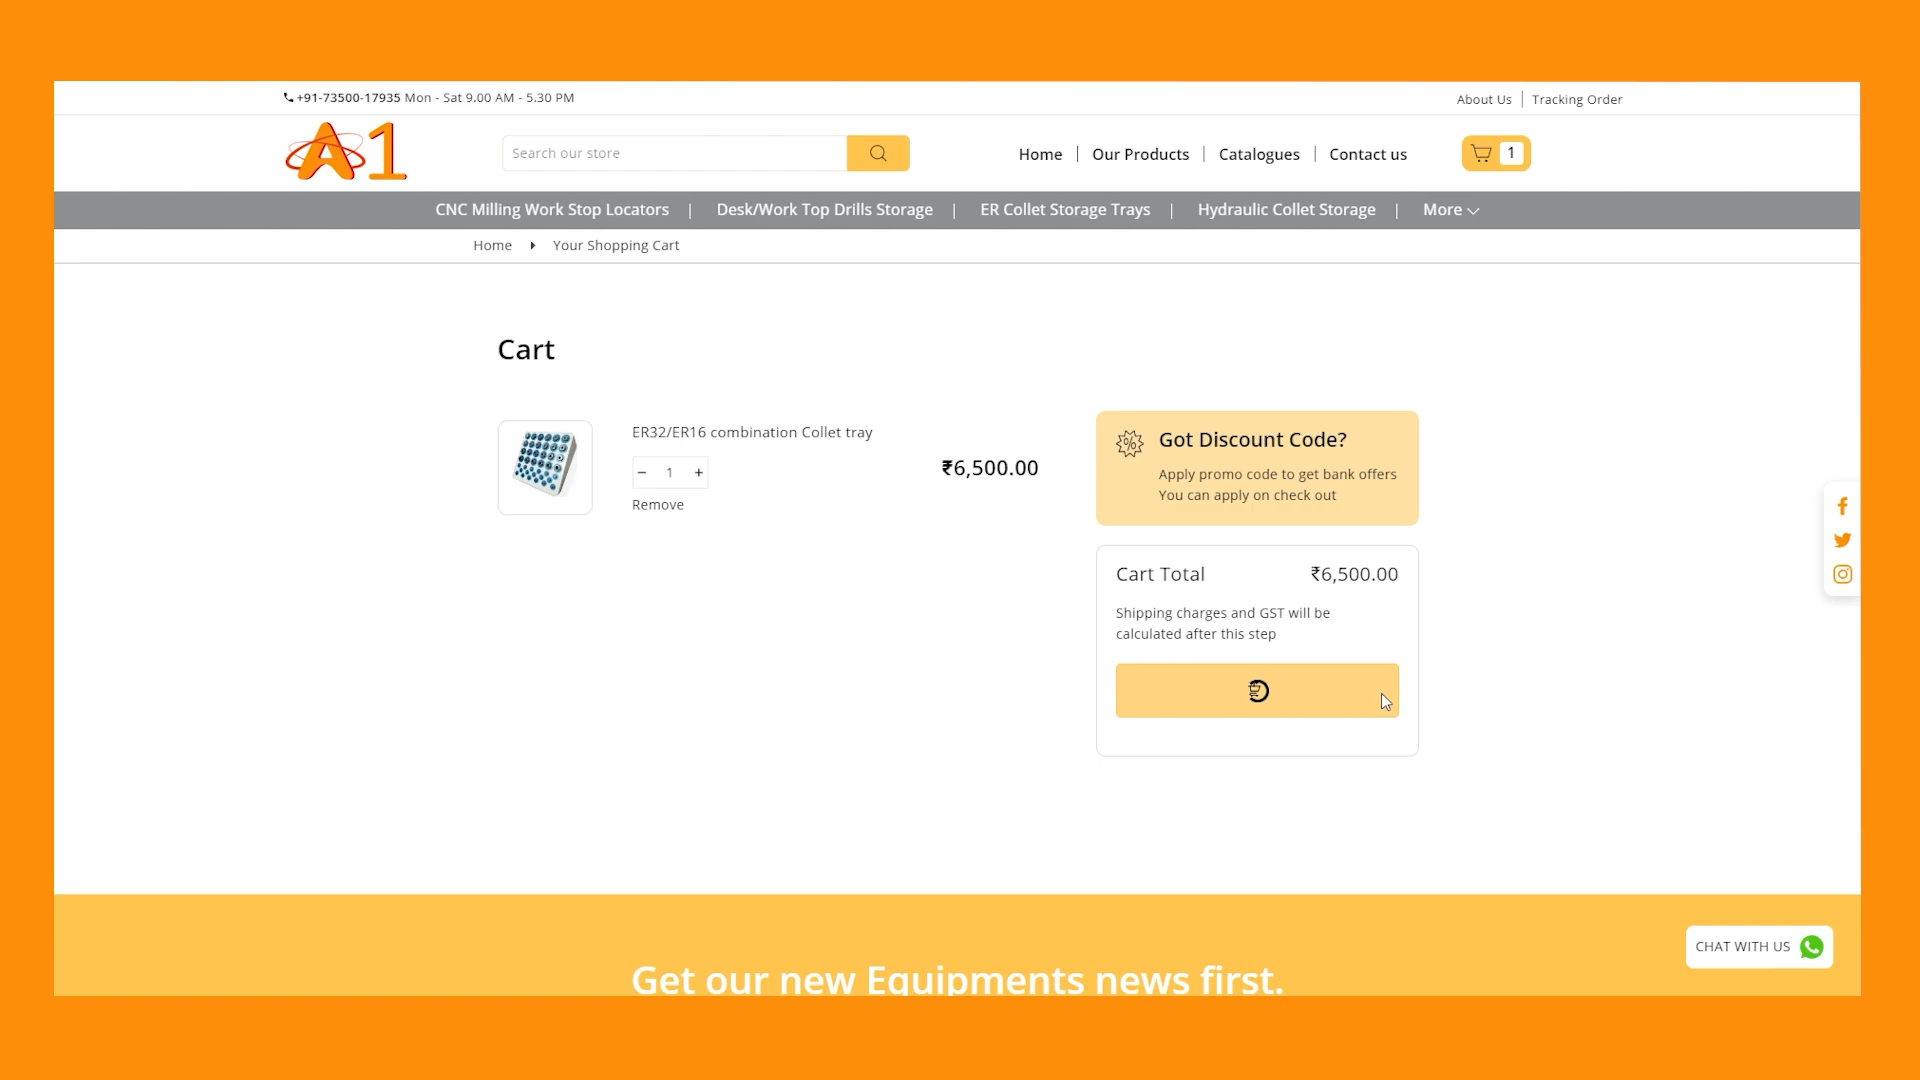 +91-73500-17935 Mon - Sat 9.00 AM - 5.30 PM
About Us | Tracking Order
A1
Search our store
Home | Our Products | Catalogues | Contact us
1
CNC Milling Work Stop Locators | Desk/Work Top Drills Storage | ER Collet Storage Trays | Hydraulic Collet Storage | More
Home Your Shopping Cart
Cart
ER32/ER16 combination Collet tray
− 1 +
Remove
₹6,500.00
Got Discount Code?
Apply promo code to get bank offers
You can apply on check out
Cart Total ₹6,500.00
Shipping charges and GST will be
calculated after this step
CHAT WITH US
Get our new Equipments news first.